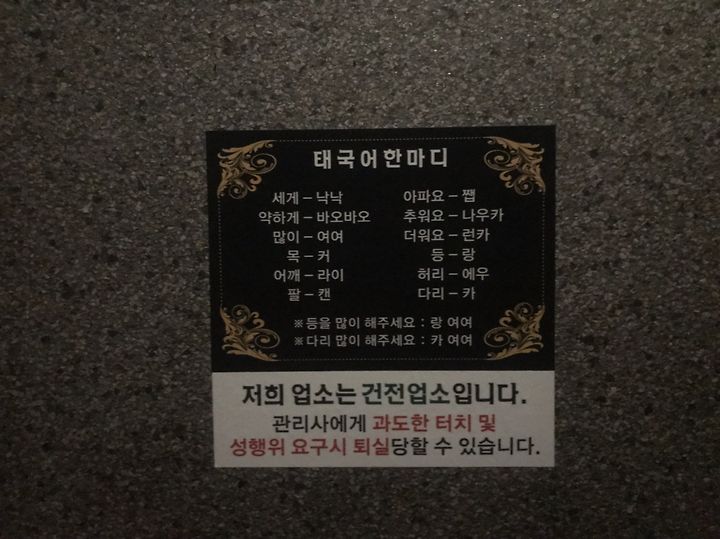 태국어한마디
세게 – 낙낙 아파요 – 쨉
약하게 – 바오바오 추워요 – 나우카
많이 – 여여 더워요 – 런카
목 – 커 등 – 랑
어깨 – 라이 허리 – 에우
팔 – 캔 다리 – 카
※등을 많이 해주세요 : 랑 여여
※다리 많이 해주세요 : 카 여여
저희 업소는 건전업소입니다.
관리사에게 과도한 터치 및
성행위 요구시 퇴실당할 수 있습니다.